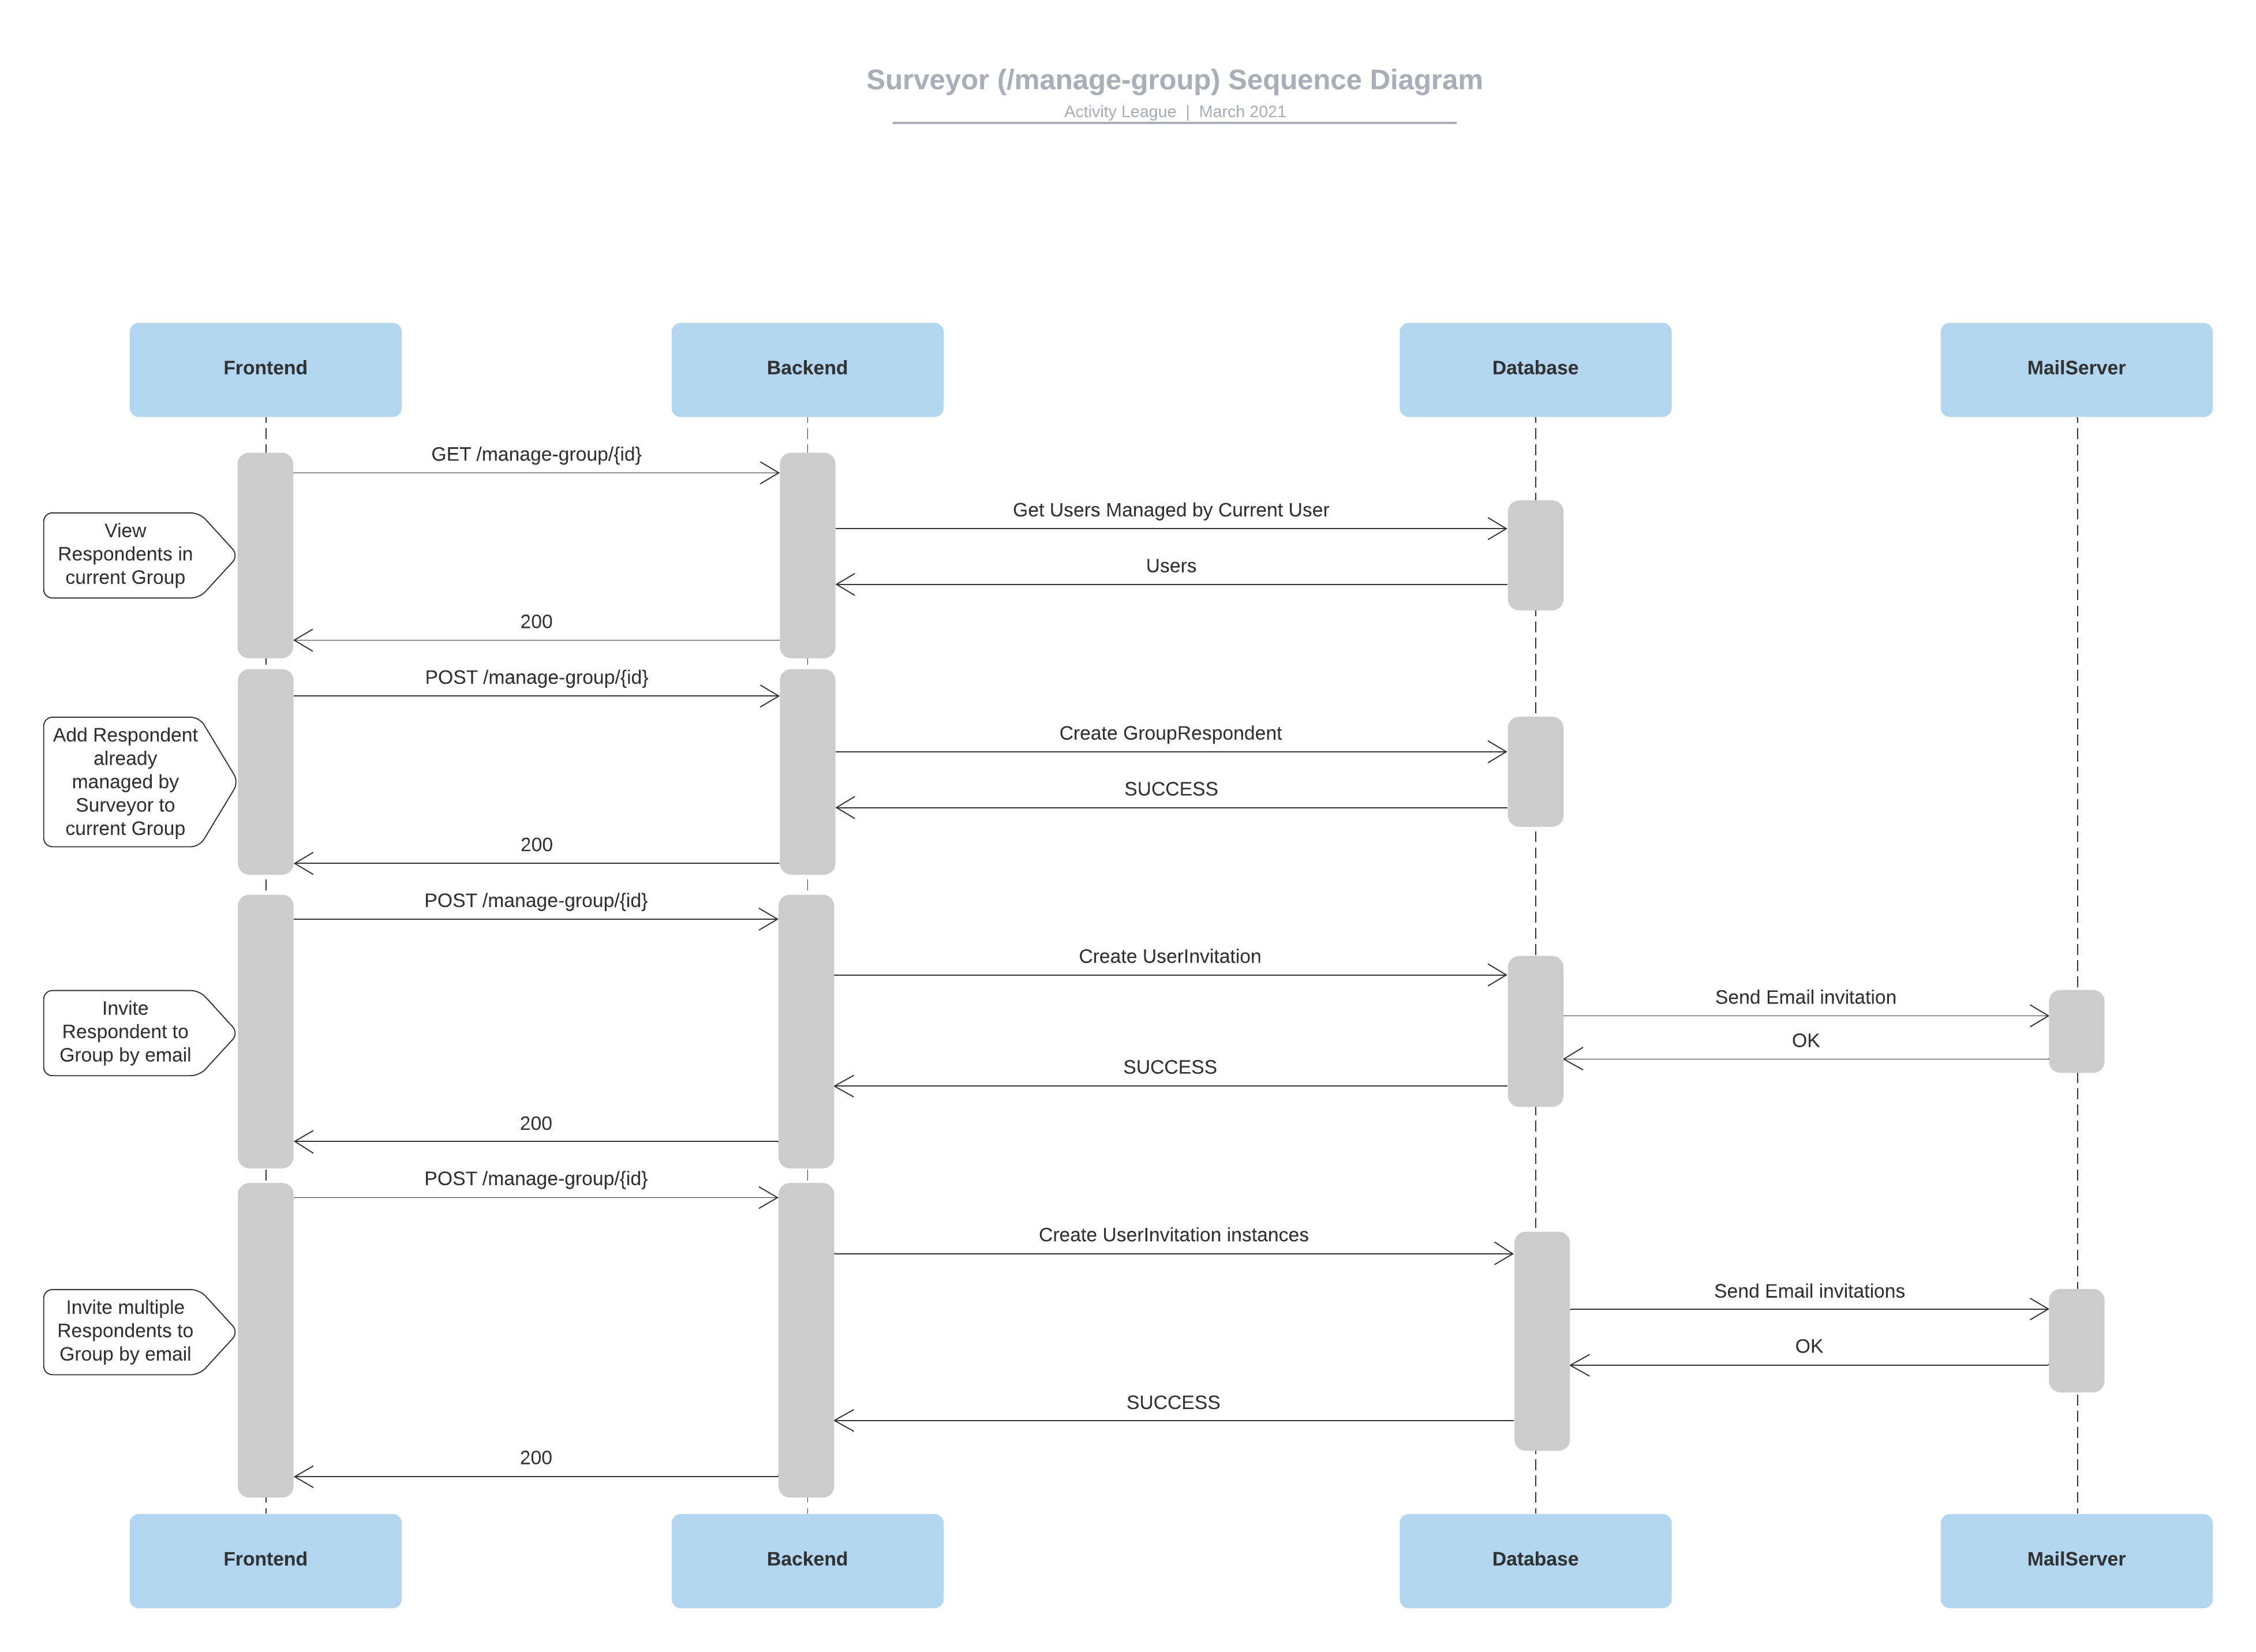 Surveyor (/manage-group) Sequence Diagram
Activity League | March 2021
Frontend
Backend
Database
MailServer
GET /manage-group/{id}
Get Users Managed by Current User
View
Respondents in
current Group
Users
200
POST /manage-group/{id}
Add Respondent
already
managed by
Surveyor to
current Group
Create GroupRespondent
SUCCESS
200
POST /manage-group/{id}
Create UserInvitation
Send Email invitation
Invite
Respondent to
Group by email
OK
SUCCESS
200
POST /manage-group/{id}
Create UserInvitation instances
Send Email invitations
Invite multiple
Respondents to
Group by email
OK
SUCCESS
200
Frontend
Backend
Database
MailServer